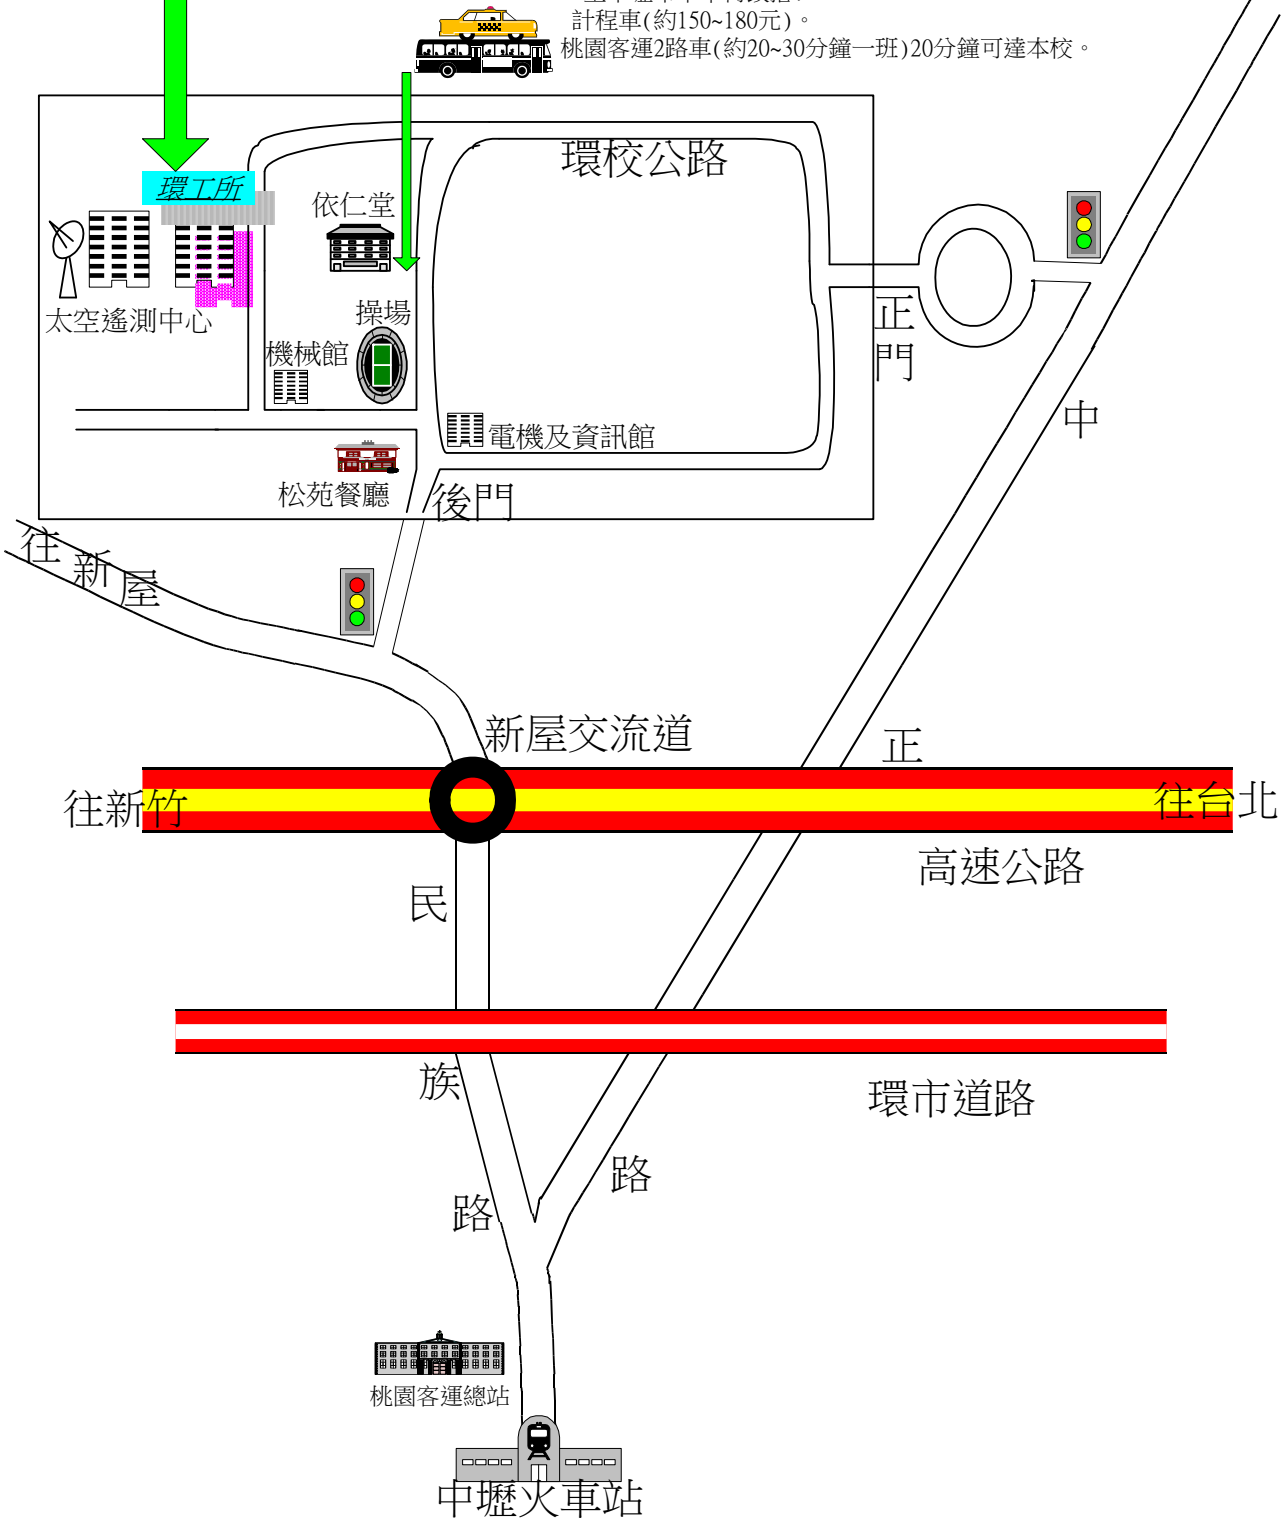 計程車(約150~180元)。
桃園客運2路車(約20~30分鐘一班)20分鐘可達本校。
環校公路
環工所
依仁堂
太空遙測中心
操場
機械館
正門
電機及資訊館
松苑餐廳
後門
中正路
往新屋
新屋交流道
往新竹
往台北
高速公路
民族路
環市道路
桃園客運總站
中壢火車站